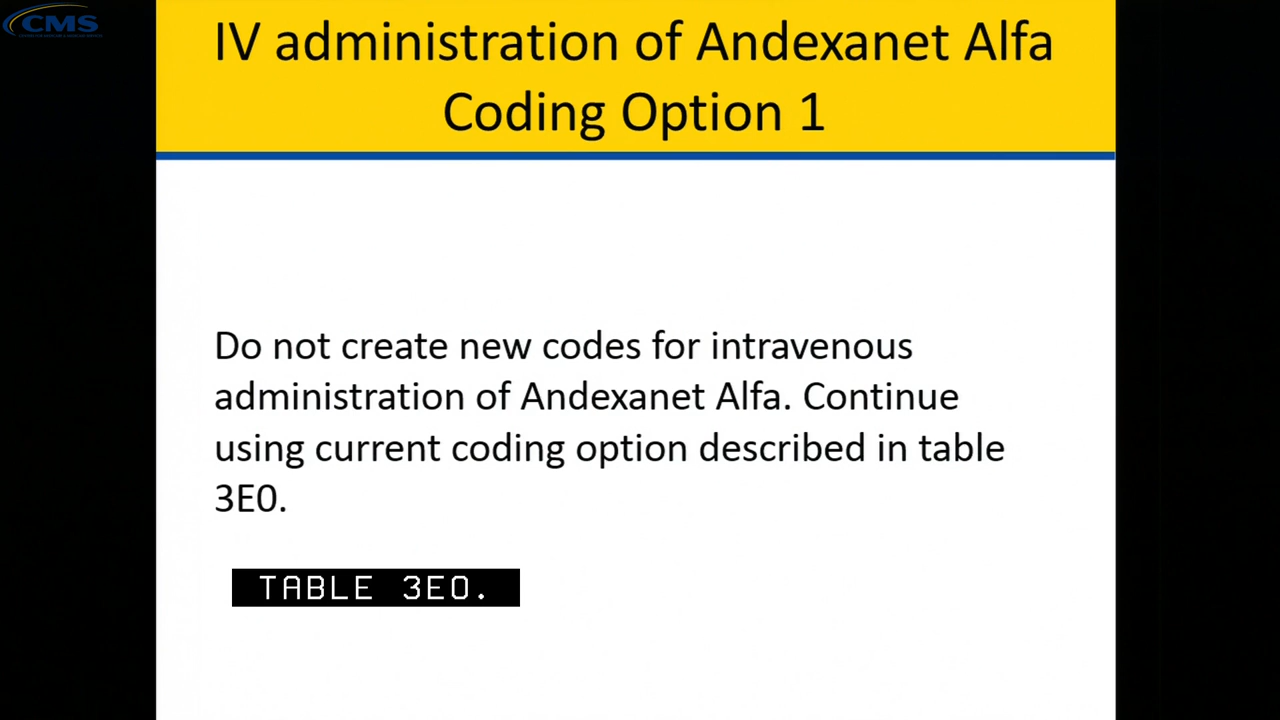 CMS
IV administration of Andexanet Alfa
Coding Option 1
Do not create new codes for intravenous
administration of Andexanet Alfa. Continue
using current coding option described in table
3E0.
TABLE 3E0.